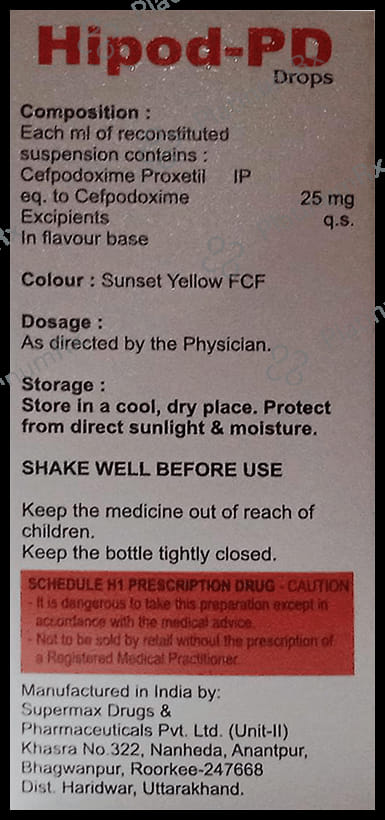 Hipod-PD
Drops
Composition :
Each ml of reconstituted
suspension contains :
Cefpodoxime Proxetil IP
eq. to Cefpodoxime 25 mg
Excipients q.s.
In flavour base
Colour : Sunset Yellow FCF
Dosage :
As directed by the Physician.
Storage :
Store in a cool, dry place. Protect
from direct sunlight & moisture.
SHAKE WELL BEFORE USE
Keep the medicine out of reach of
children.
Keep the bottle tightly closed.
SCHEDULE H1 PRESCRIPTION DRUG - CAUTION
- It is dangerous to take this preparation except in
accordance with the medical advice.
- Not to be sold by retail without the prescription of
a Registered Medical Practitioner.
Manufactured in India by:
Supermax Drugs &
Pharmaceuticals Pvt. Ltd. (Unit-II)
Khasra No.322, Nanheda, Anantpur,
Bhagwanpur, Roorkee-247668
Dist. Haridwar, Uttarakhand.